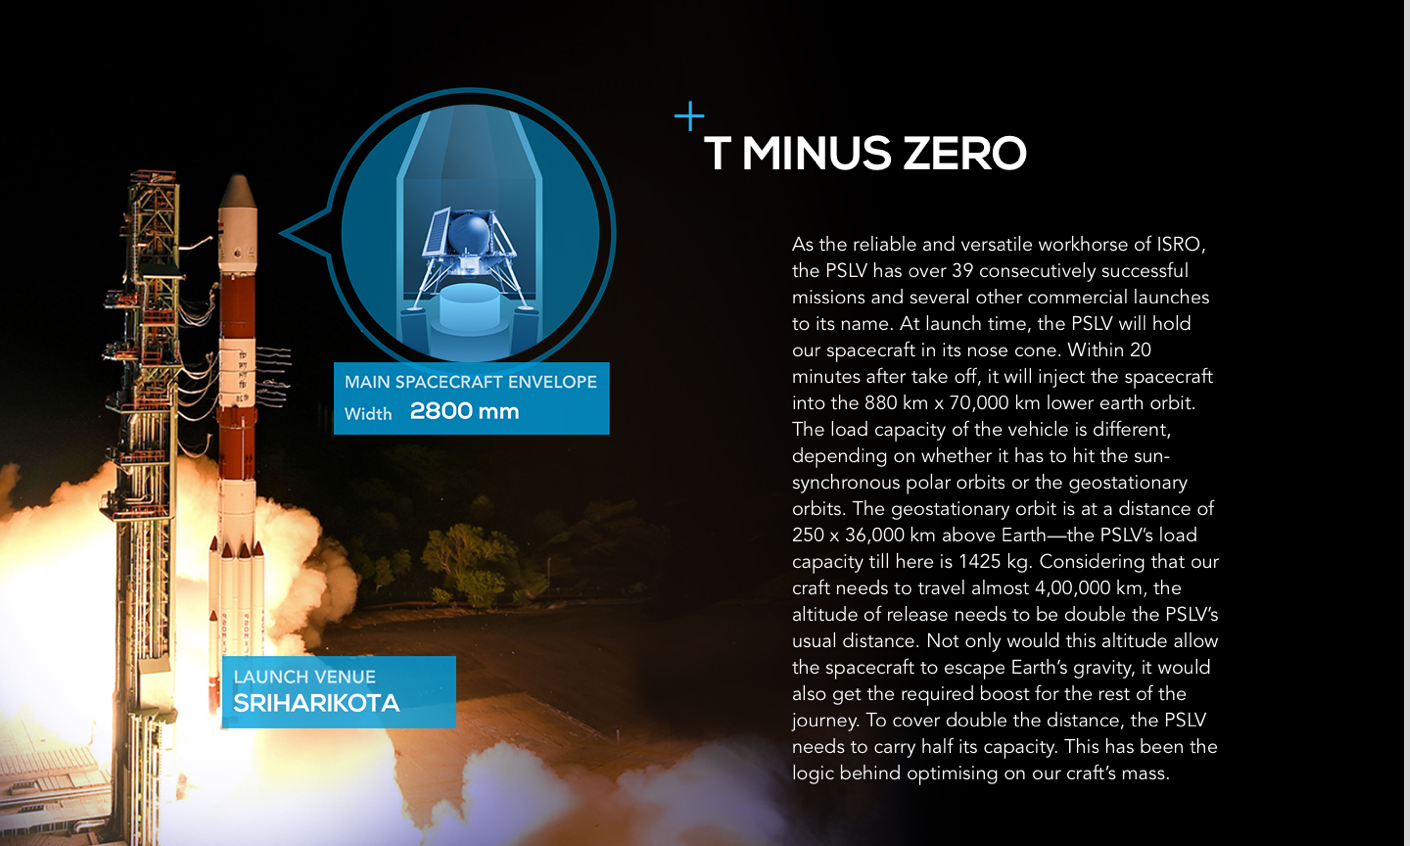 T MINUS ZERO
As the reliable and versatile workhorse of ISRO,
the PSLV has over 39 consecutively successful
missions and several other commercial launches
to its name. At launch time, the PSLV will hold
our spacecraft in its nose cone. Within 20
minutes after take off, it will inject the spacecraft
into the 880 km x 70,000 km lower earth orbit.
The load capacity of the vehicle is different,
depending on whether it has to hit the sun-
synchronous polar orbits or the geostationary
orbits. The geostationary orbit is at a distance of
250 x 36,000 km above Earth—the PSLV’s load
capacity till here is 1425 kg. Considering that our
craft needs to travel almost 4,00,000 km, the
altitude of release needs to be double the PSLV’s
usual distance. Not only would this altitude allow
the spacecraft to escape Earth’s gravity, it would
also get the required boost for the rest of the
journey. To cover double the distance, the PSLV
needs to carry half its capacity. This has been the
logic behind optimising on our craft’s mass.
MAIN SPACECRAFT ENVELOPE
Width 2800 mm
LAUNCH VENUE
SRIHARIKOTA